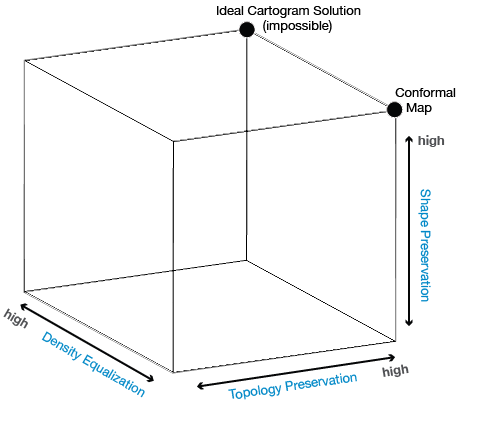 Ideal Cartogram Solution
(impossible)
Conformal
Map
high
Shape Preservation
high
Density Equalization
Topology Preservation
high